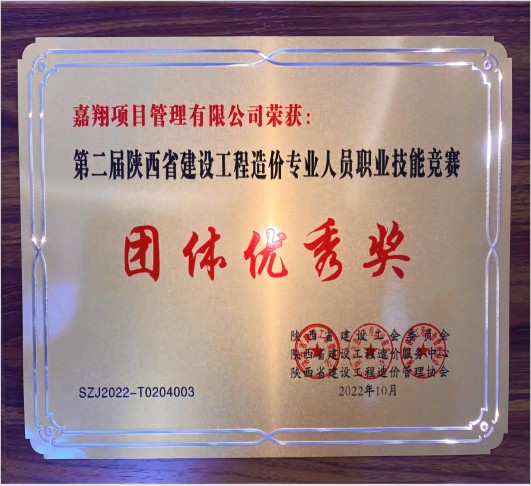 嘉翔项目管理有限公司荣获：
第二届陕西省建设工程造价专业人员职业技能竞赛
团体优秀奖
陕西省建设工会委员会
陕西省建设工程造价服务中心
陕西省建设工程造价管理协会
SZJ2022-T0204003
2022年10月